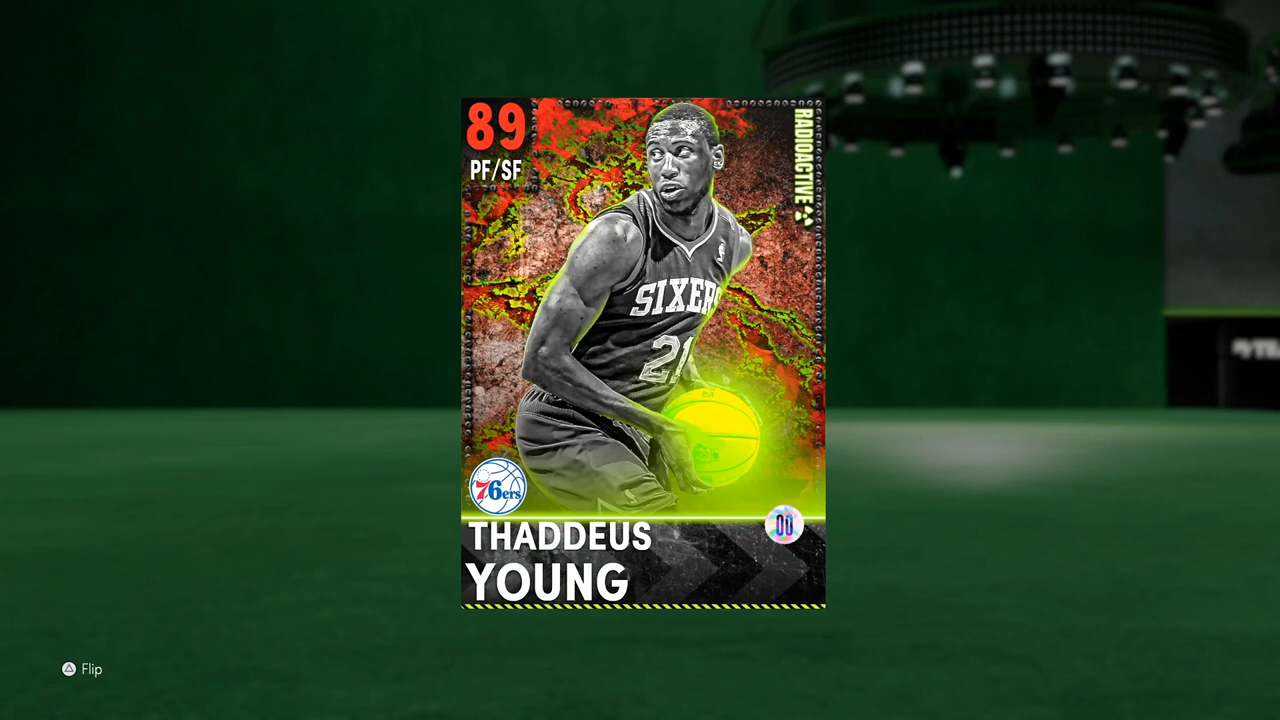 89
PF/SF
RADIOACTIVE
SIXERS
21
76ers
00
THADDEUS
YOUNG
Flip